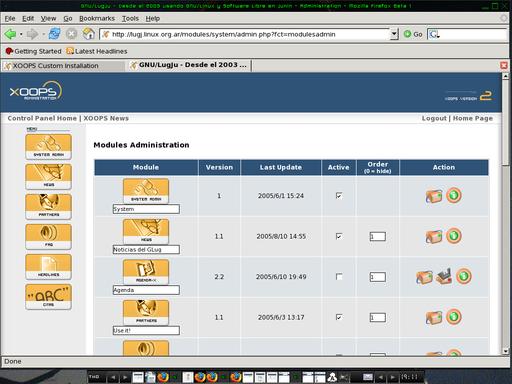 GNU/LugJu - Desde el 2003 usando GNU/Linux y Software Libre en Junin - Administration - Mozilla Firefox Beta 1
File Edit View Go Bookmarks Tools Help
http://lugj.linux.org.ar/modules/system/admin.php?fct=modulesadmin
Go
Getting Started Latest Headlines
XOOPS Custom Installation
GNU/LugJu - Desde el 2003 ...
XOOPS
ADMINISTRATION
XOOPS VERSION 2
Control Panel Home | XOOPS News
Logout | Home Page
MENU
SYSTEM ADMIN
NEWS
PARTNERS
FAQ
HEADLINES
"ABC"
CITAS
Modules Administration
Module Version Last Update Active Order Action
(0 = hide)
SYSTEM ADMIN
System
1 2005/6/1 15:24
NEWS
Noticias del GLug
1.1 2005/8/10 14:55 1
AGENDA-X
Agenda
2.2 2005/6/10 19:49 1
PARTNERS
Use it!
1.1 2005/6/3 13:17 1
Done
19:11